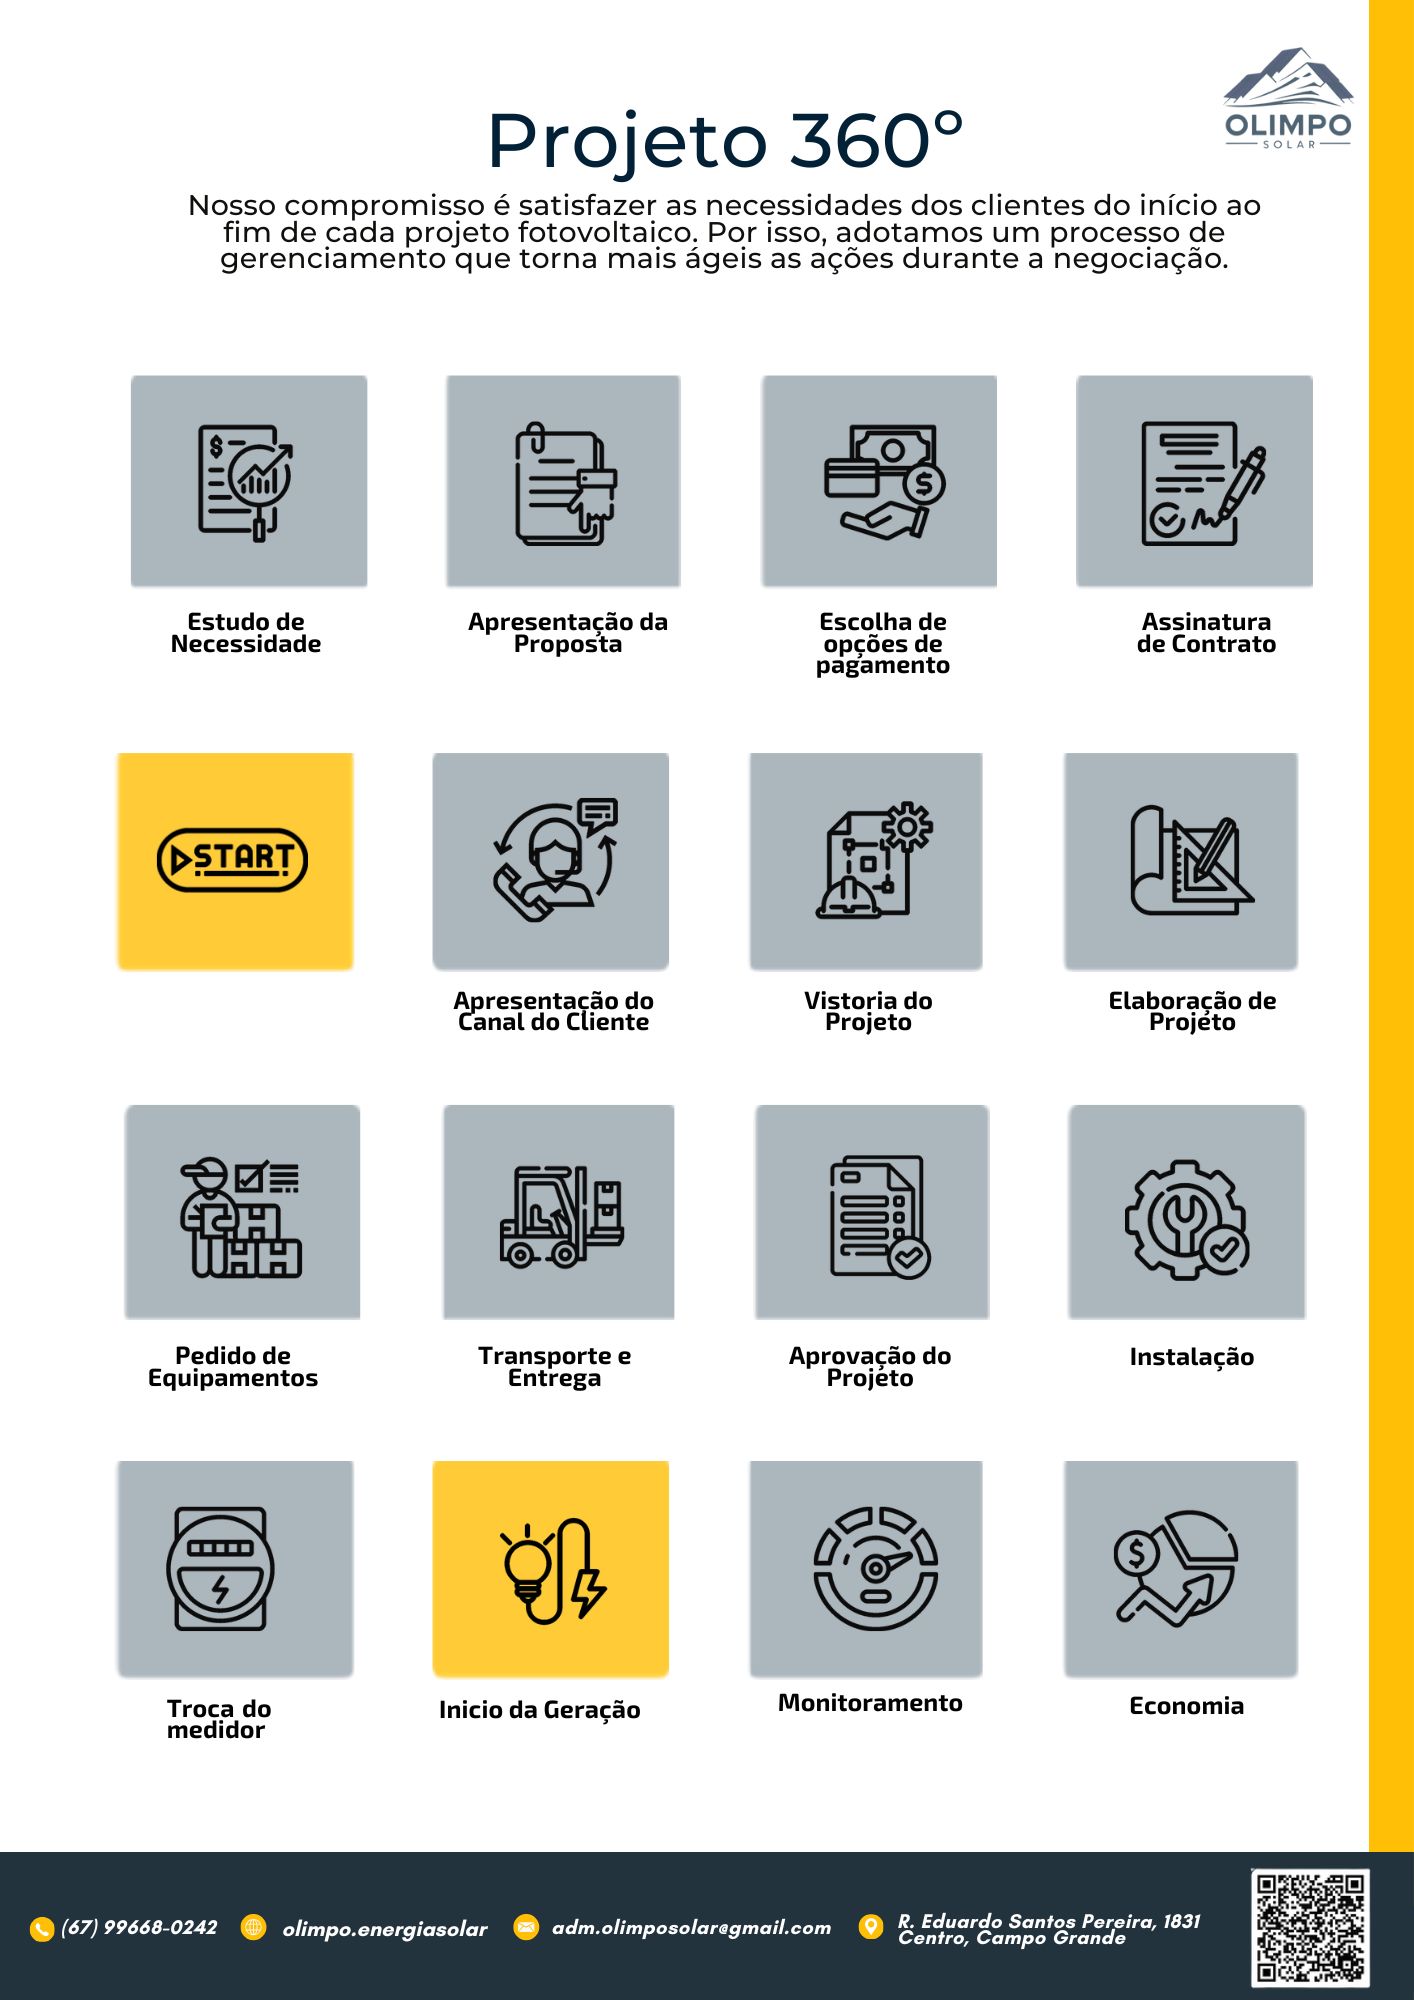 OLIMPO
SOLAR
Projeto 360º
Nosso compromisso é satisfazer as necessidades dos clientes do início ao
fim de cada projeto fotovoltaico. Por isso, adotamos um processo de
gerenciamento que torna mais ágeis as ações durante a negociação.
$
$
Estudo de
Necessidade
Apresentação da
Proposta
Escolha de
opções de
pagamento
Assinatura
de Contrato
START
Apresentação do
Canal do Cliente
Vistoria do
Projeto
Elaboração de
Projeto
Pedido de
Equipamentos
Transporte e
Entrega
Aprovação do
Projeto
Instalação
$
Troca do
medidor
Inicio da Geração
Monitoramento
Economia
(67) 99668-0242
olimpo.energiasolar
adm.olimposolar@gmail.com
R. Eduardo Santos Pereira, 1831
Centro, Campo Grande